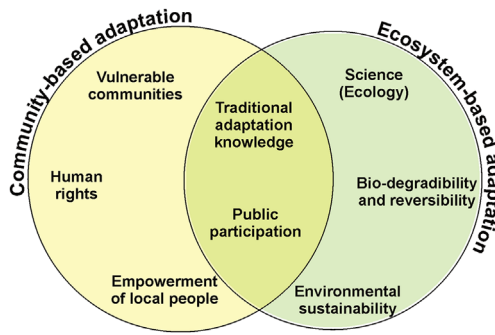 Community-based adaptation
Ecosystem-based adaptation
Vulnerable
communities
Human
rights
Empowerment
of local people
Traditional
adaptation
knowledge
Public
participation
Science
(Ecology)
Bio-degradibility
and reversibility
Environmental
sustainability